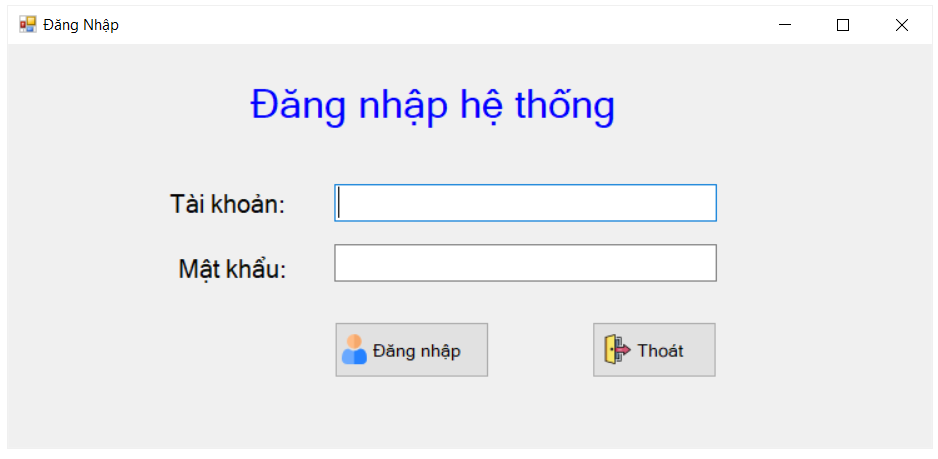 Đăng Nhập
Đăng nhập hệ thống
Tài khoản:
Mật khẩu:
Đăng nhập
Thoát